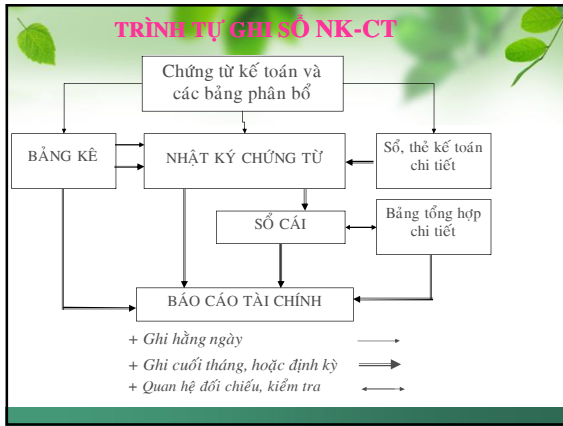 TRÌNH TỰ GHI SỔ NK-CT
Chứng từ kế toán và
các bảng phân bổ
BẢNG KÊ
NHẬT KÝ CHỨNG TỪ
Sổ, thẻ kế toán
chi tiết
SỔ CÁI
Bảng tổng hợp
chi tiết
BÁO CÁO TÀI CHÍNH
+ Ghi hằng ngày
+ Ghi cuối tháng, hoặc định kỳ
+ Quan hệ đối chiếu, kiểm tra